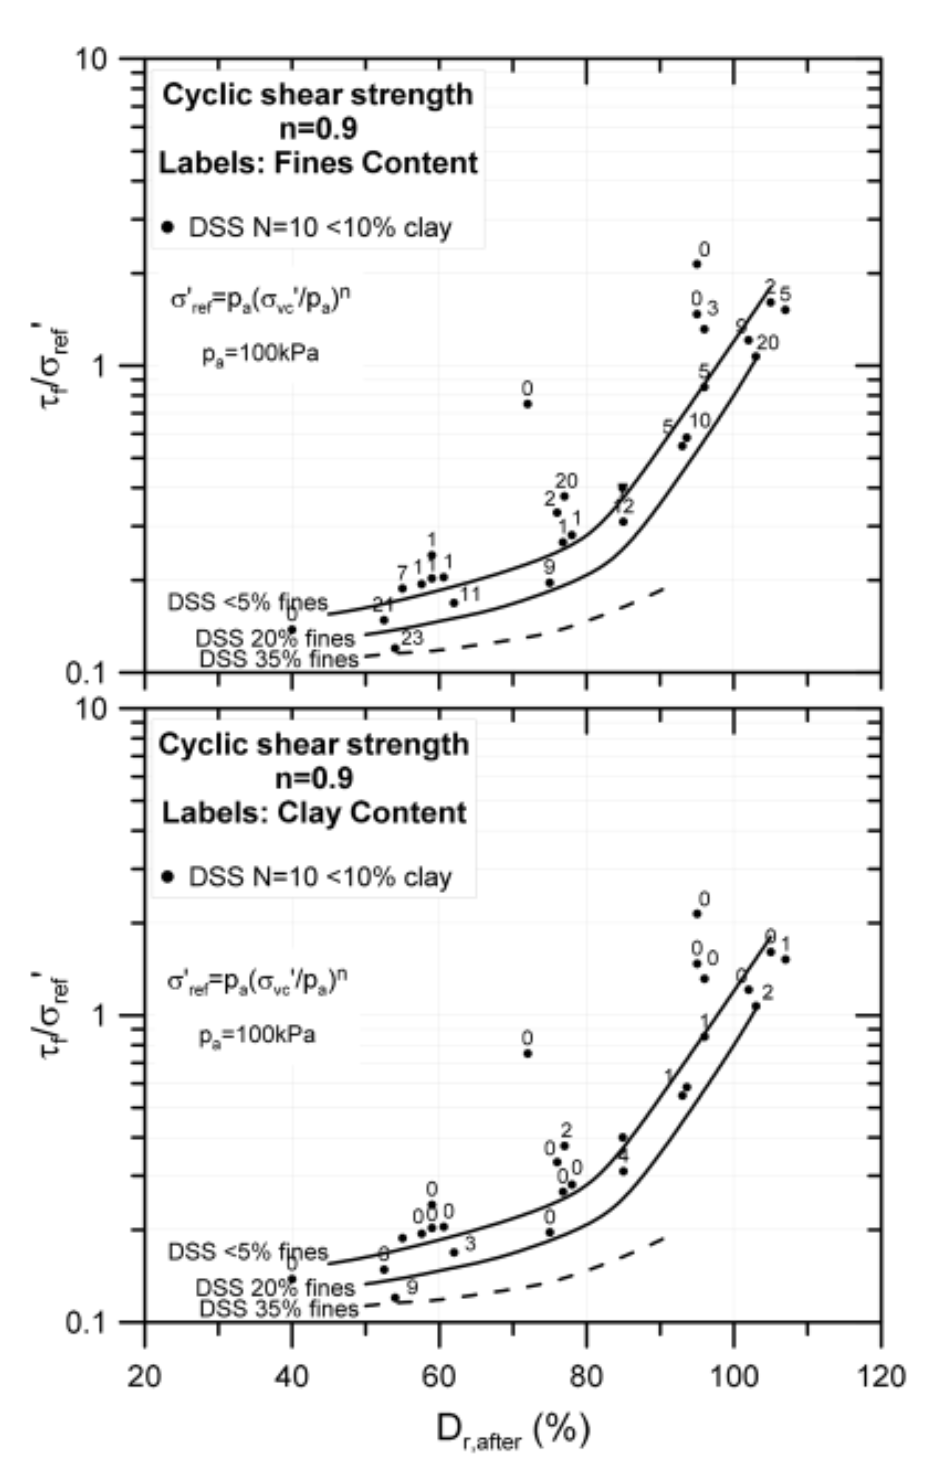 10
Cyclic shear strength
n=0.9
Labels: Fines Content
DSS N=10 <10% clay
σ'ref=pa(σvc'/pa)n
pa=100kPa
τf/σref'
1
0.1
0
0 3
2 5
9
20
0
5
5 10
20
2
12
1 1
1
7 1 1 1
9
11
21
0
23
DSS <5% fines
DSS 20% fines
DSS 35% fines
10
Cyclic shear strength
n=0.9
Labels: Clay Content
DSS N=10 <10% clay
σ'ref=pa(σvc'/pa)n
pa=100kPa
τf/σref'
1
0.1
0
0 0
0 1
0
2
0
1
1
2
0
4
0 0
0
0 0 0
0
3
0
0
9
DSS <5% fines
DSS 20% fines
DSS 35% fines
20 40 60 80 100 120
Dr,after (%)